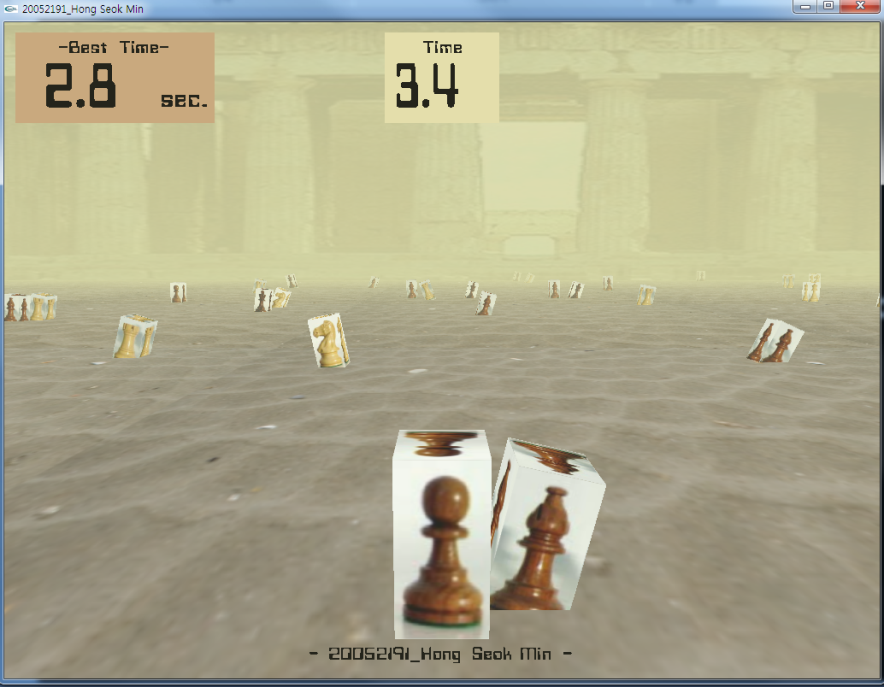 20052191_Hong Seok Min
-Best Time-
2.8 sec.
Time
3.4
- 20052191_Hong Seok Min -